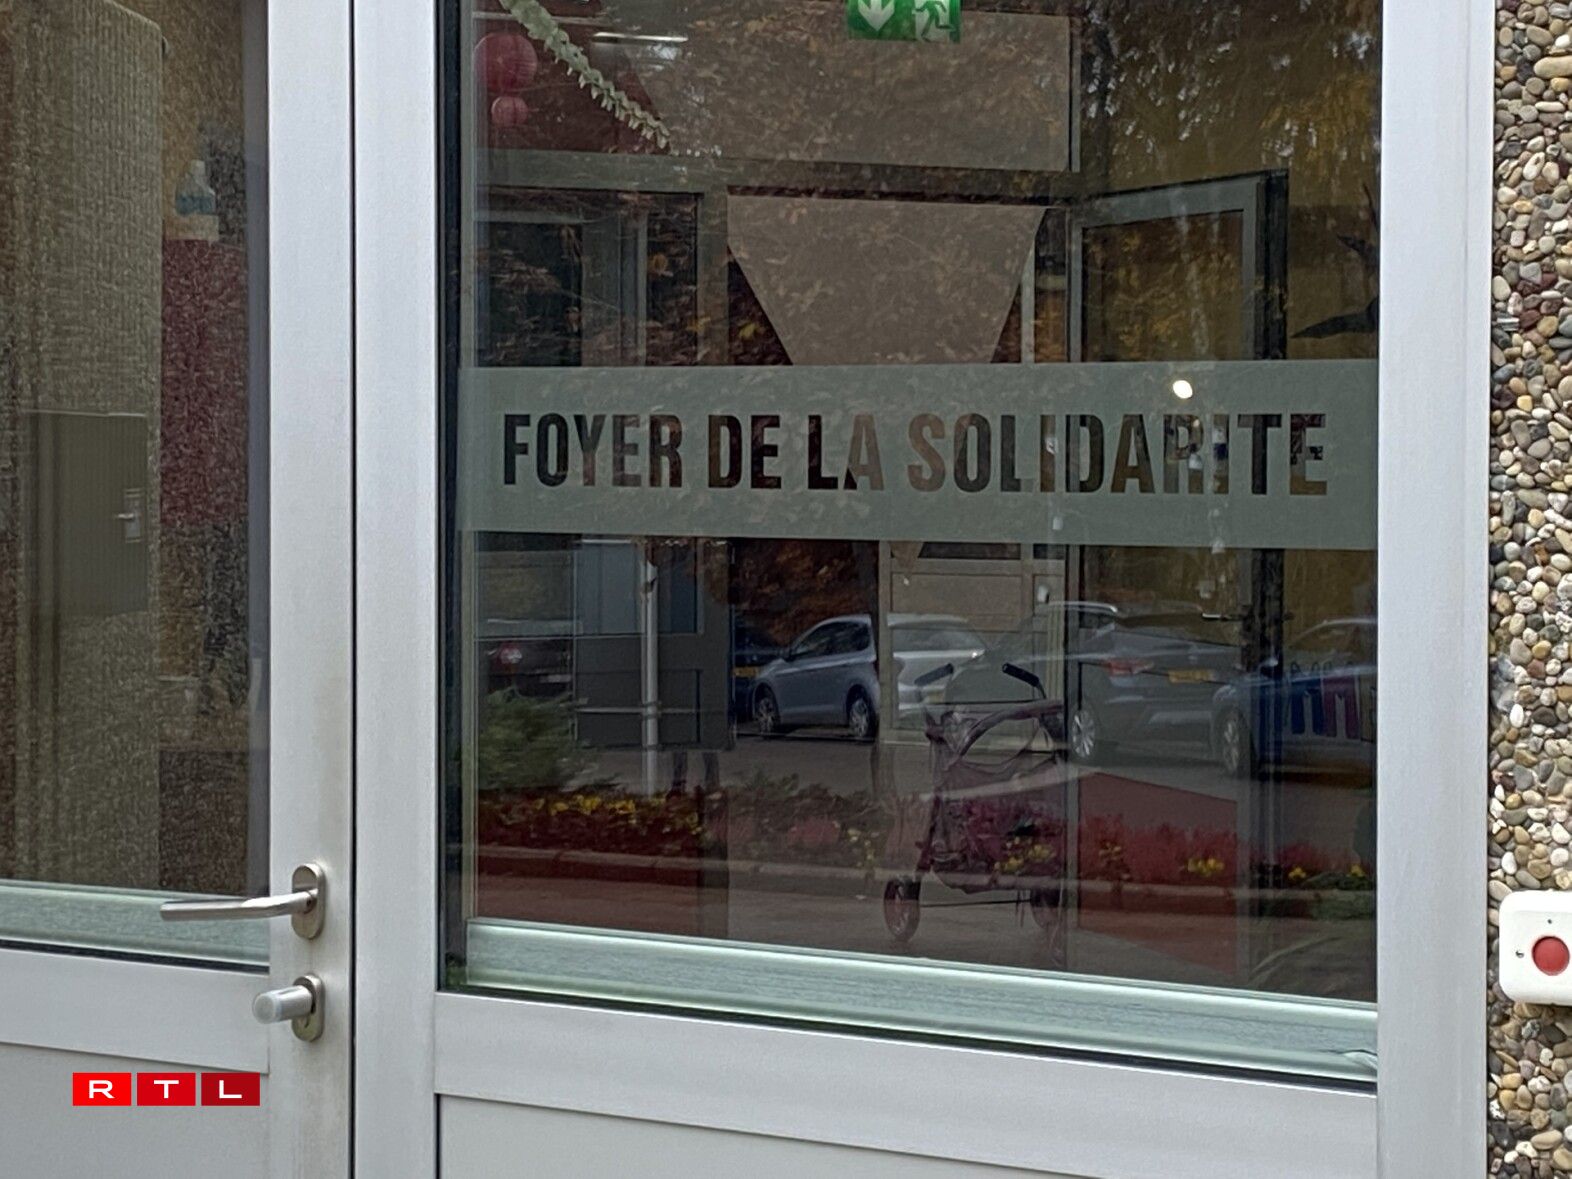 FOYER DE LA SOLIDARITE
RTL